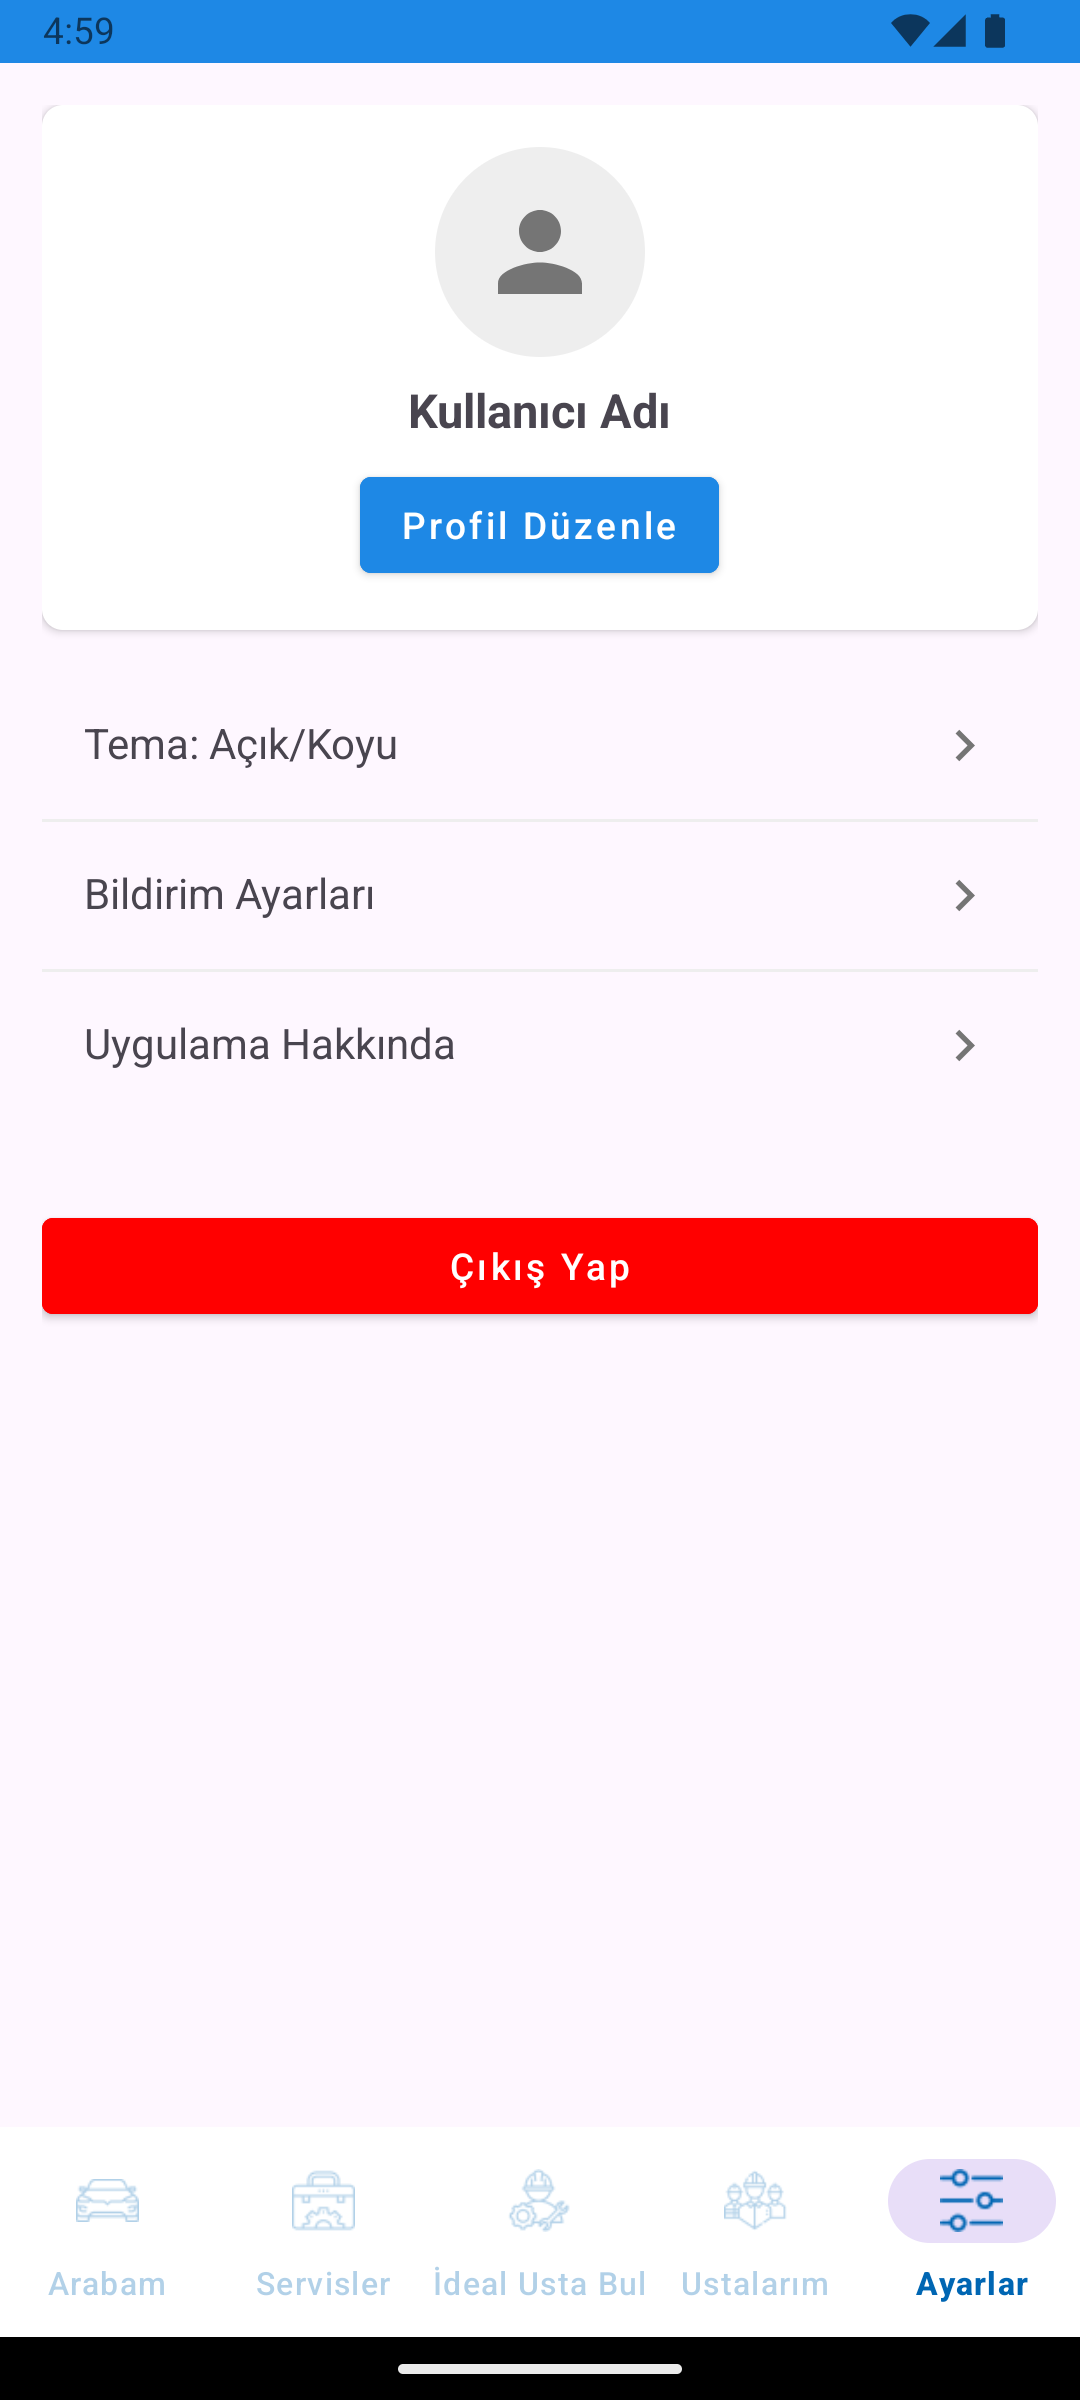 4:59
Kullanıcı Adı
Profil Düzenle
Tema: Açık/Koyu
Bildirim Ayarları
Uygulama Hakkında
Çıkış Yap
Arabam Servisler İdeal Usta Bul Ustalarım Ayarlar